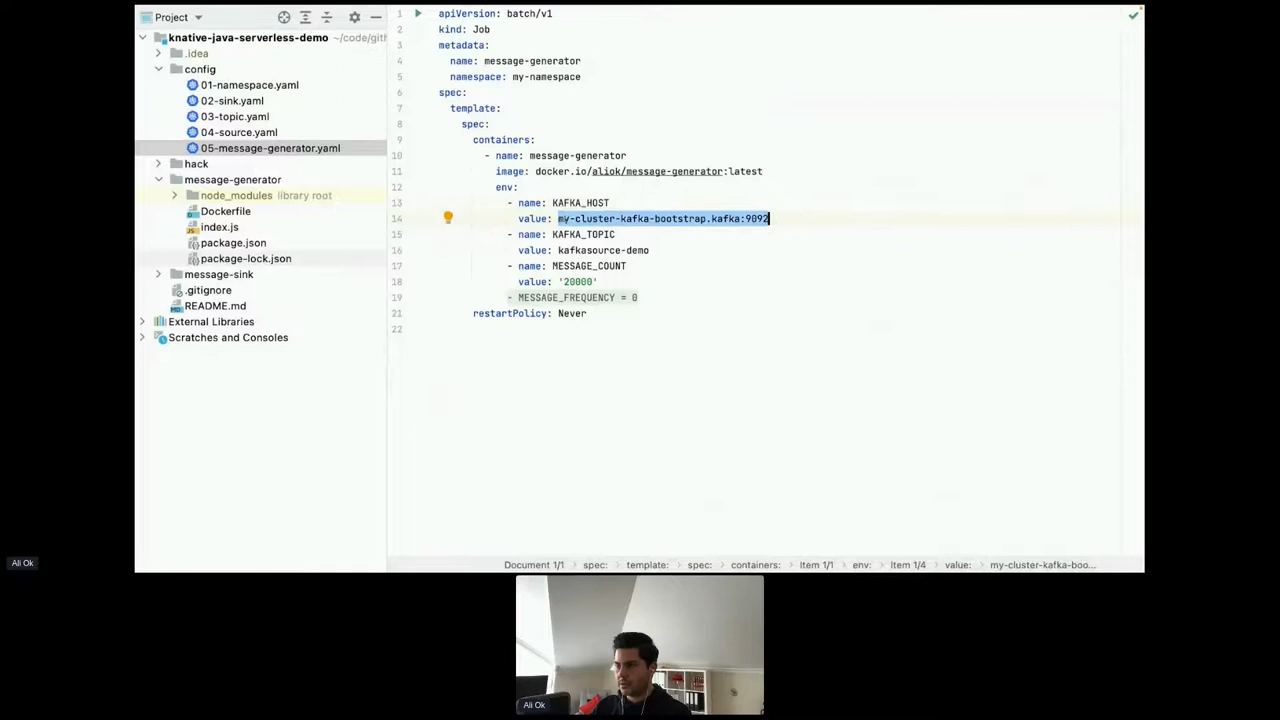 Project
knative-java-serverless-demo ~/code/gith
.idea
config
01-namespace.yaml
02-sink.yaml
03-topic.yaml
04-source.yaml
05-message-generator.yaml
hack
message-generator
node_modules library root
Dockerfile
index.js
package.json
package-lock.json
message-sink
.gitignore
README.md
External Libraries
Scratches and Consoles
1 apiVersion: batch/v1
2 kind: Job
3 metadata:
4 name: message-generator
5 namespace: my-namespace
6 spec:
7 template:
8 spec:
9 containers:
10 - name: message-generator
11 image: docker.io/aliok/message-generator:latest
12 env:
13 - name: KAFKA_HOST
14 value: my-cluster-kafka-bootstrap.kafka:9092
15 - name: KAFKA_TOPIC
16 value: kafkasource-demo
17 - name: MESSAGE_COUNT
18 value: '20000'
19 - MESSAGE_FREQUENCY = 0
21 restartPolicy: Never
22
Document 1/1 spec: template: spec: containers: Item 1/1 env: Item 1/4 value: my-cluster-kafka-boo...
Ali Ok
Ali Ok